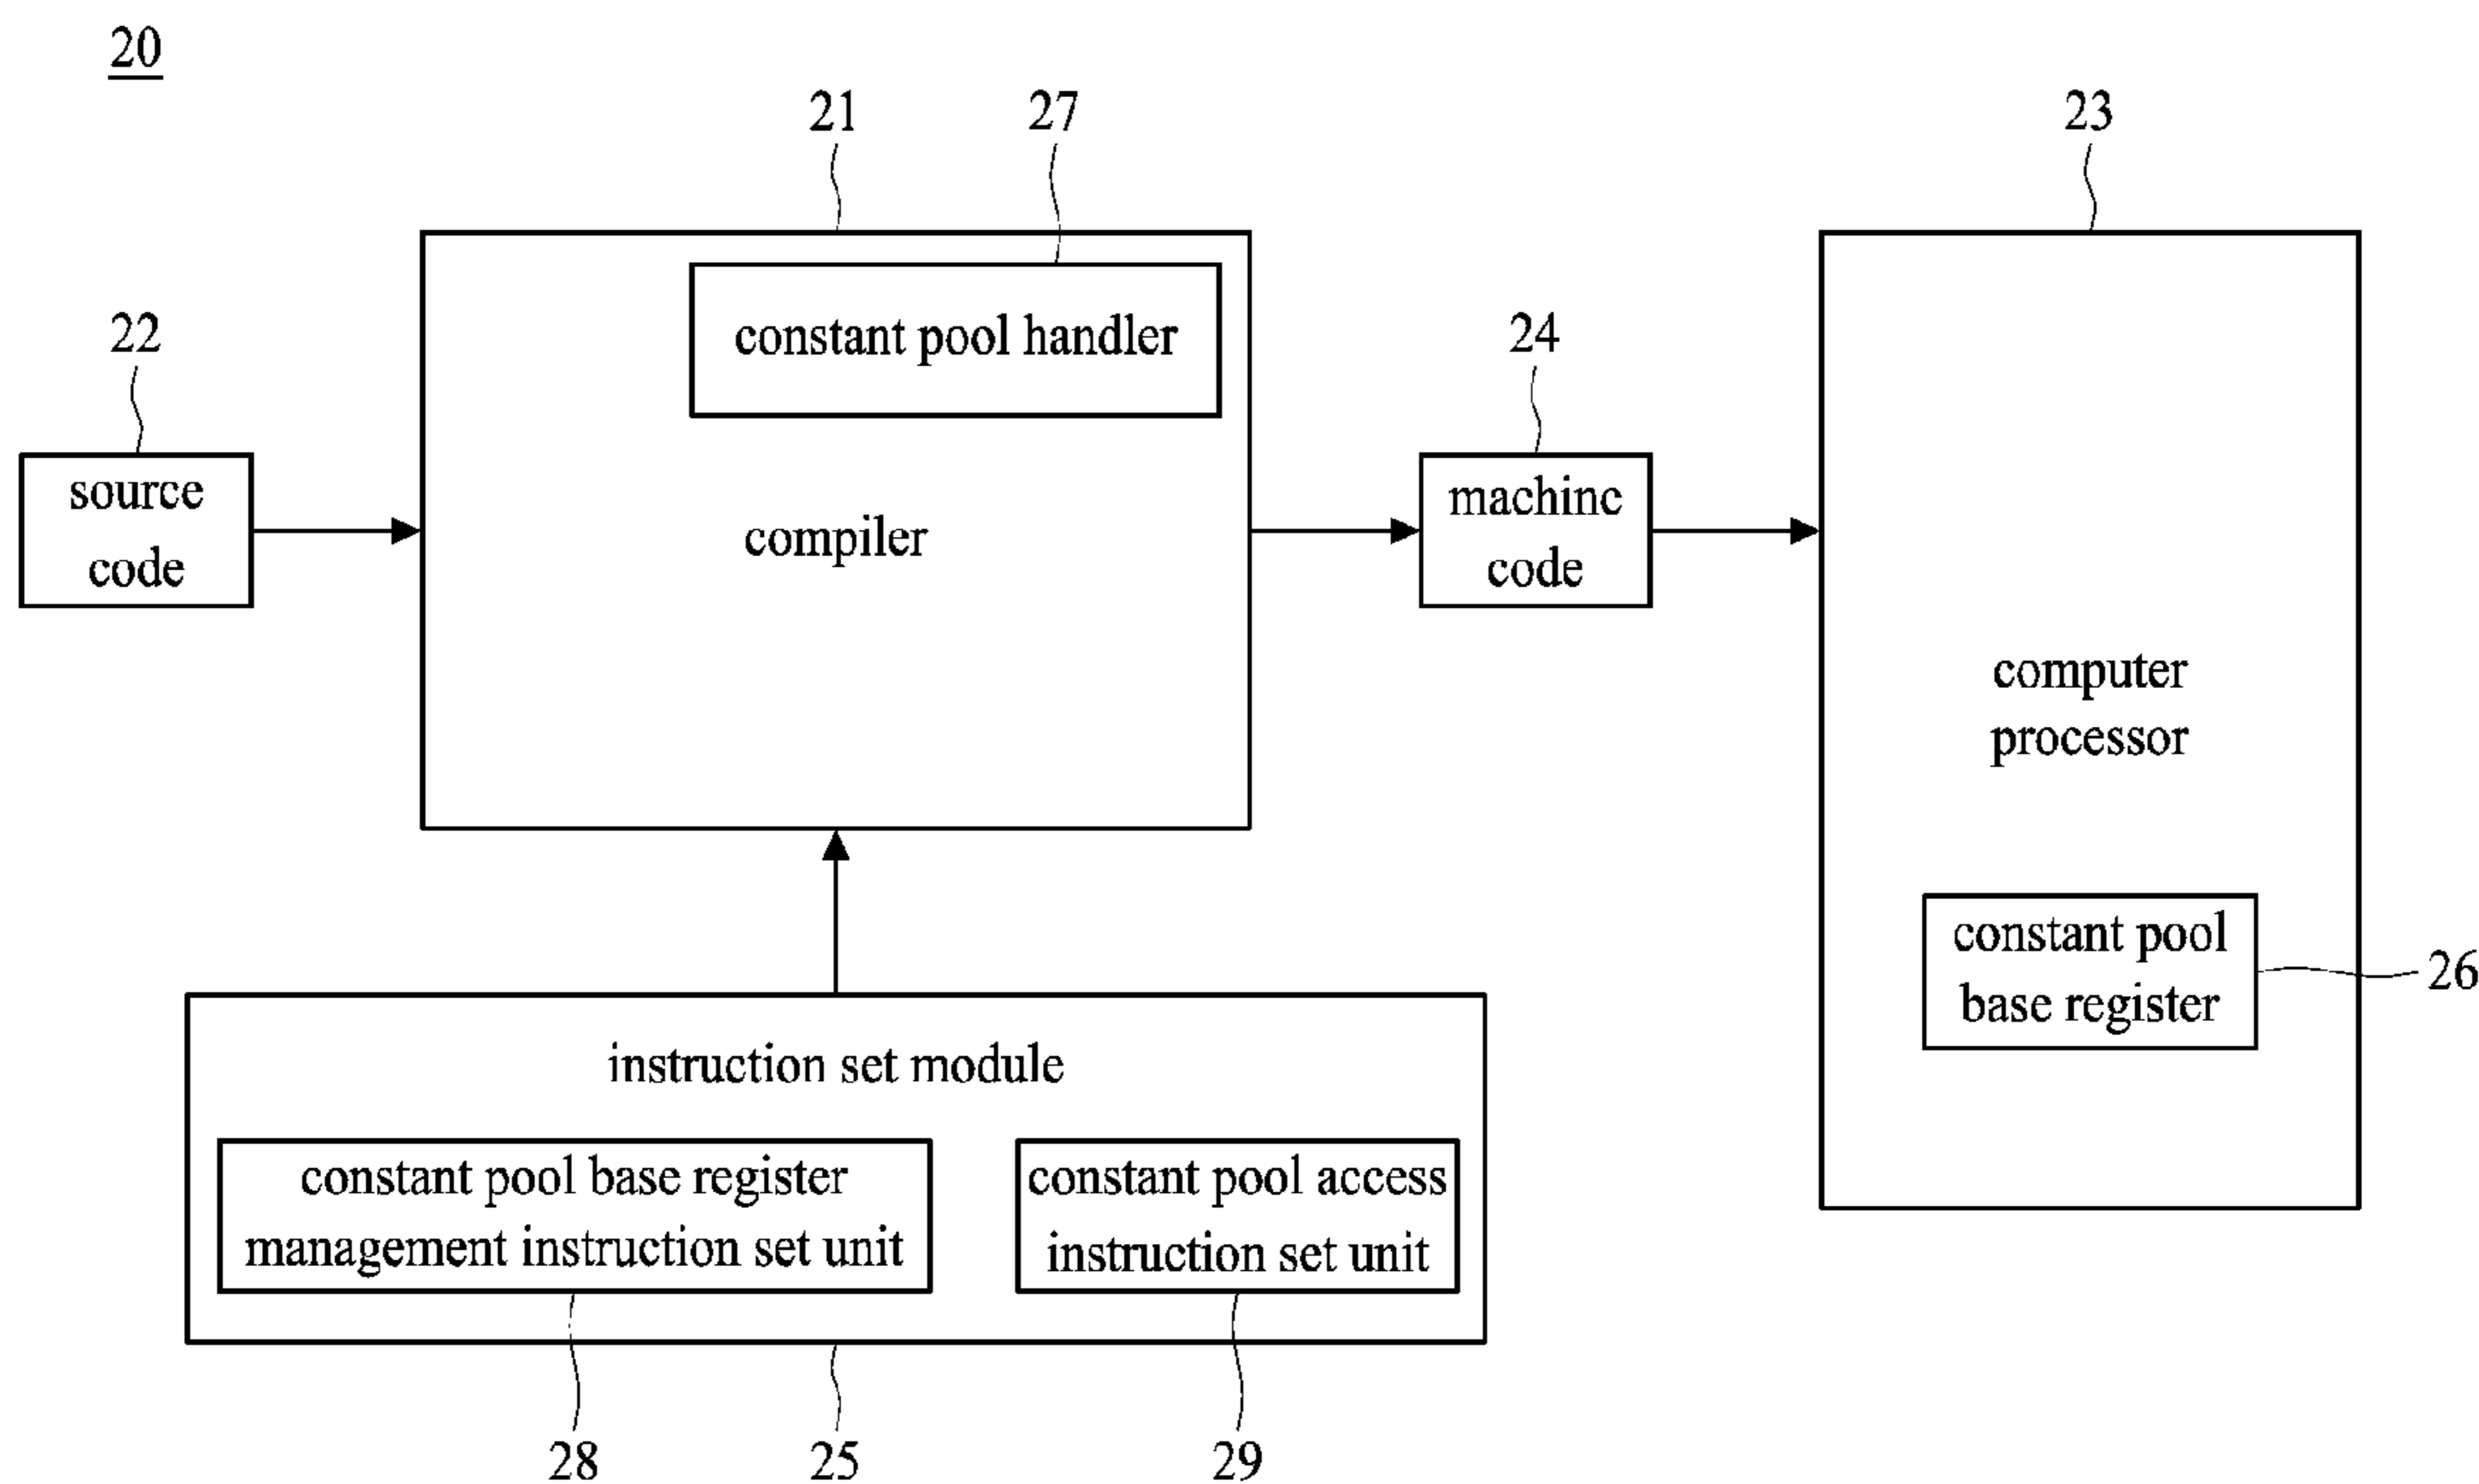 20
21
27
23
constant pool handler
22
24
source
code
compiler
machine
code
computer
processor
constant pool
base register
26
instruction set module
constant pool base register
management instruction set unit
constant pool access
instruction set unit
28
25
29